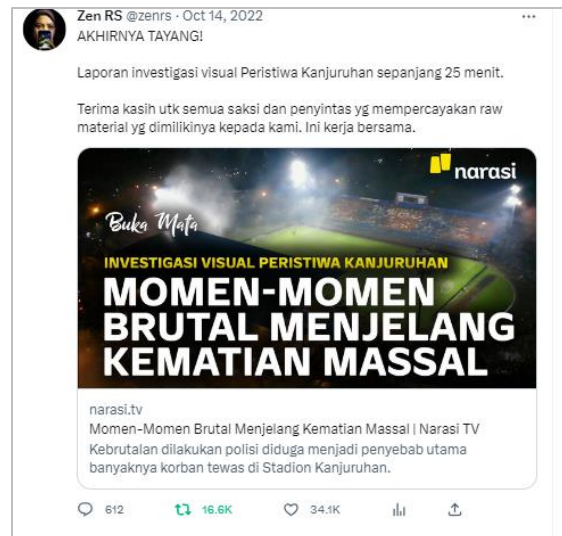 Zen RS @zenrs · Oct 14, 2022
AKHIRNYA TAYANG!
Laporan investigasi visual Peristiwa Kanjuruhan sepanjang 25 menit.
Terima kasih utk semua saksi dan penyintas yg mempercayakan raw
material yg dimilikinya kepada kami. Ini kerja bersama.
narasi
Buka Mata
INVESTIGASI VISUAL PERISTIWA KANJURUHAN
MOMEN-MOMEN
BRUTAL MENJELANG
KEMATIAN MASSAL
narasi.tv
Momen-Momen Brutal Menjelang Kematian Massal | Narasi TV
Kebrutalan dilakukan polisi diduga menjadi penyebab utama
banyaknya korban tewas di Stadion Kanjuruhan.
612 16.6K 34.1K